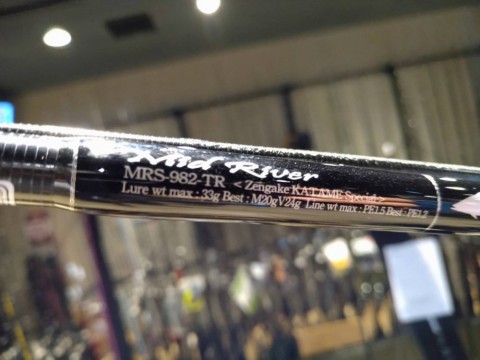 Mid River
MRS-982-TR < Zengake KATAME Special >
Lure wt max : 33g Best : M20gV24g Line wt max : PE1.5 Best : PE1.2